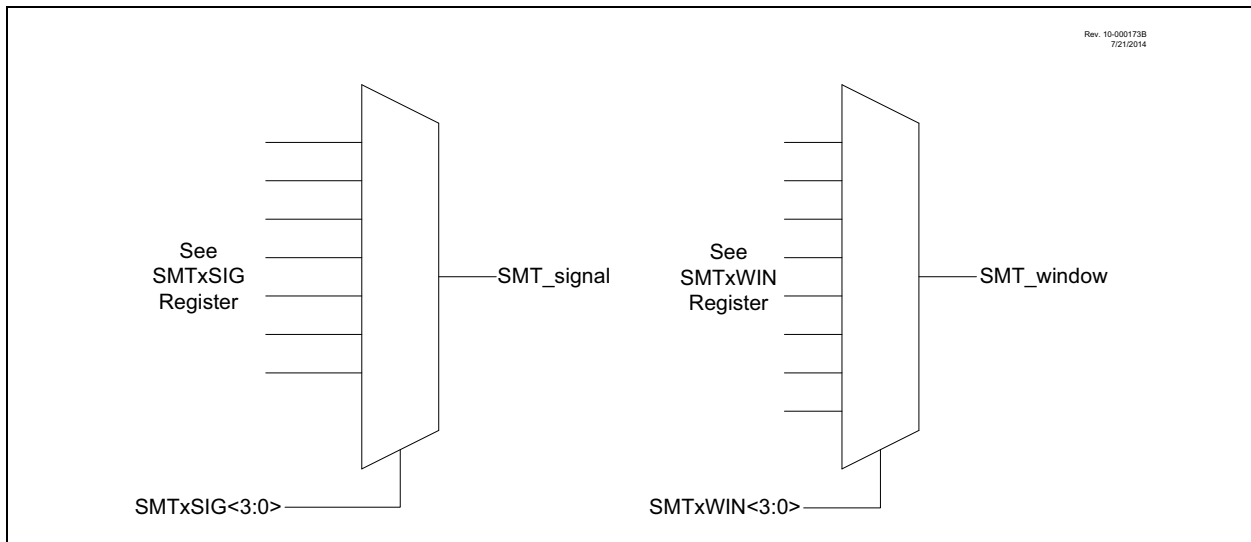 Rev. 10-000173B
7/21/2014
See
SMTxSIG
Register
SMT_signal
SMTxSIG<3:0>
See
SMTxWIN
Register
SMT_window
SMTxWIN<3:0>